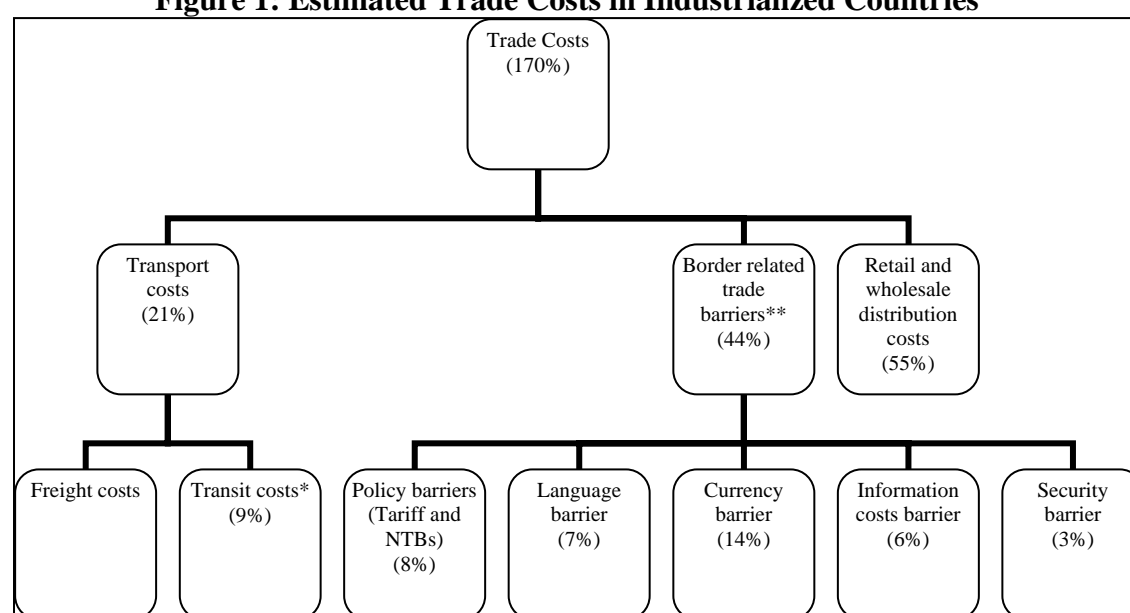 Figure 1: Estimated Trade Costs in Industrialized Countries
Trade Costs
(170%)
Transport
costs
(21%)
Border related
trade
barriers**
(44%)
Retail and
wholesale
distribution
costs
(55%)
Freight costs
Transit costs*
(9%)
Policy barriers
(Tariff and
NTBs)
(8%)
Language
barrier
(7%)
Currency
barrier
(14%)
Information
costs barrier
(6%)
Security
barrier
(3%)